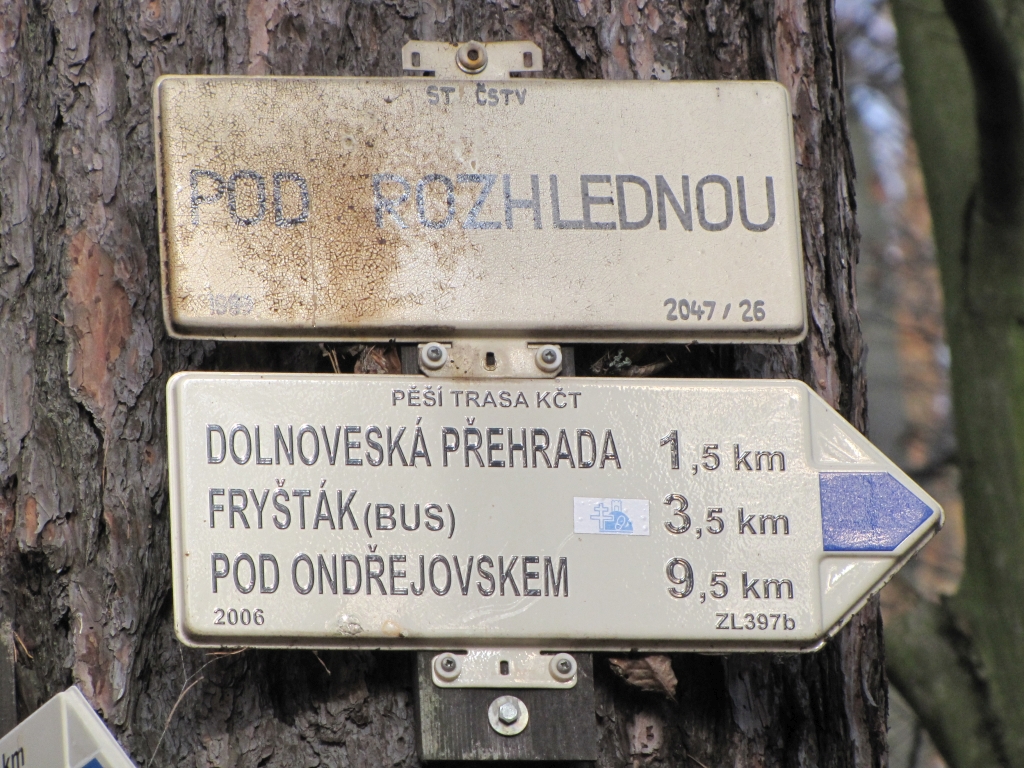 ST ČSTV
POD ROZHLEDNOU
2047 / 26
PĚŠÍ TRASA KČT
DOLNOVESKÁ PŘEHRADA 1,5 km
FRYŠTÁK (BUS) 3,5 km
POD ONDŘEJOVSKEM 9,5 km
2006 ZL397b
km